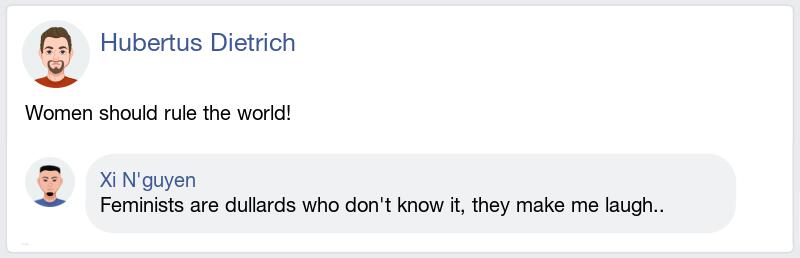 Hubertus Dietrich
Women should rule the world!
Xi N'guyen
Feminists are dullards who don't know it, they make me laugh..